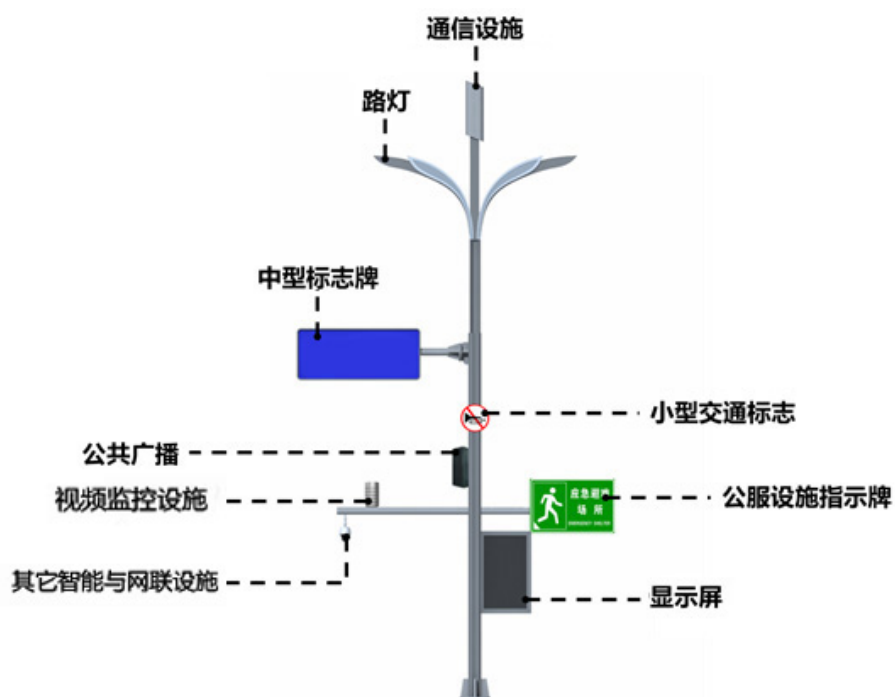 通信设施
路灯
中型标志牌
小型交通标志
公共广播
视频监控设施
应急避
场所
EMERGENCY SHELTER
公服设施指示牌
其它智能与网联设施
显示屏